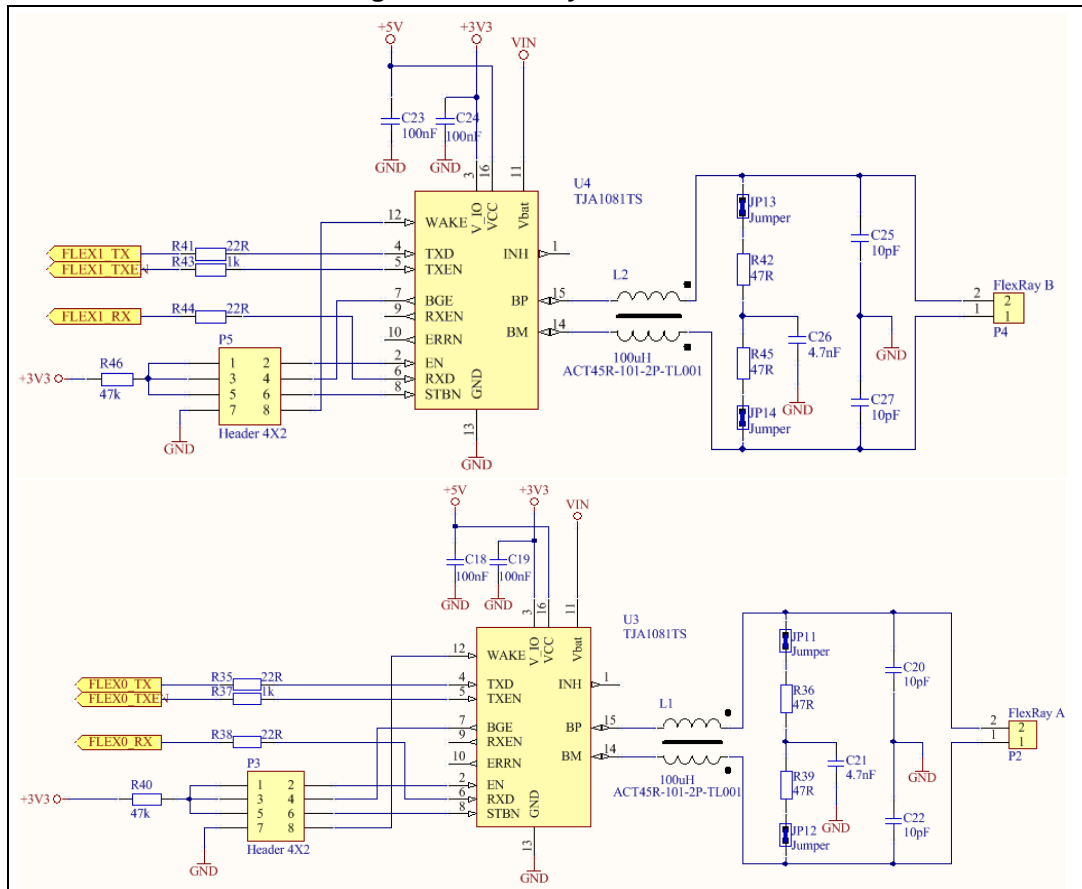 +5V
+3V3
VIN
C23
100nF
C24
100nF
GND
GND
3
16
11
V_IO
VCC
Vbat
U4
TJA1081TS
12
WAKE
FLEX1_TX
R41
22R
4
TXD
FLEX1_TXEN
R43
1k
5
TXEN
INH
1
7
BGE
9
RXEN
FLEX1_RX
R44
22R
10
ERRN
BP
15
BM
14
L2
100uH
ACT45R-101-2P-TL001
P5
1 2
3 4
5 6
7 8
Header 4X2
+3V3
R46
47k
GND
2
EN
6
RXD
8
STBN
GND
13
GND
JP13
Jumper
R42
47R
R45
47R
JP14
Jumper
C26
4.7nF
GND
C25
10pF
C27
10pF
GND
FlexRay B
2
1
2
1
P4
+5V
+3V3
VIN
C18
100nF
C19
100nF
GND
GND
3
16
11
V_IO
VCC
Vbat
U3
TJA1081TS
12
WAKE
FLEX0_TX
R35
22R
4
TXD
FLEX0_TXEN
R37
1k
5
TXEN
INH
1
7
BGE
9
RXEN
FLEX0_RX
R38
22R
10
ERRN
BP
15
BM
14
L1
100uH
ACT45R-101-2P-TL001
P3
1 2
3 4
5 6
7 8
Header 4X2
+3V3
R40
47k
GND
2
EN
6
RXD
8
STBN
GND
13
GND
JP11
Jumper
R36
47R
R39
47R
JP12
Jumper
C21
4.7nF
GND
C20
10pF
C22
10pF
GND
FlexRay A
2
1
2
1
P2